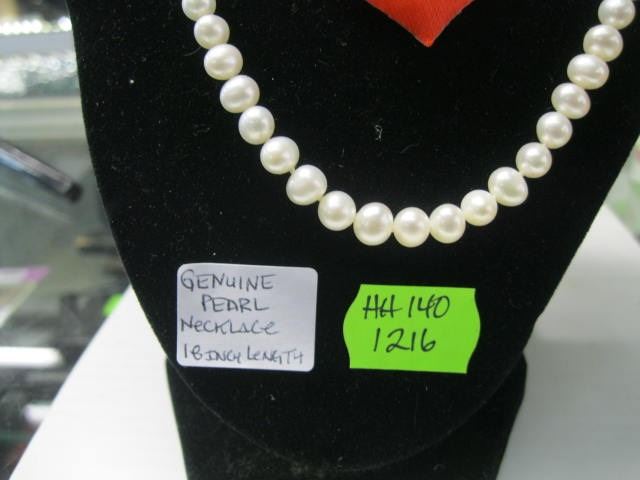 GENUINE
PEARL
NECKLACE
18 INCH LENGTH
HH 140
1216